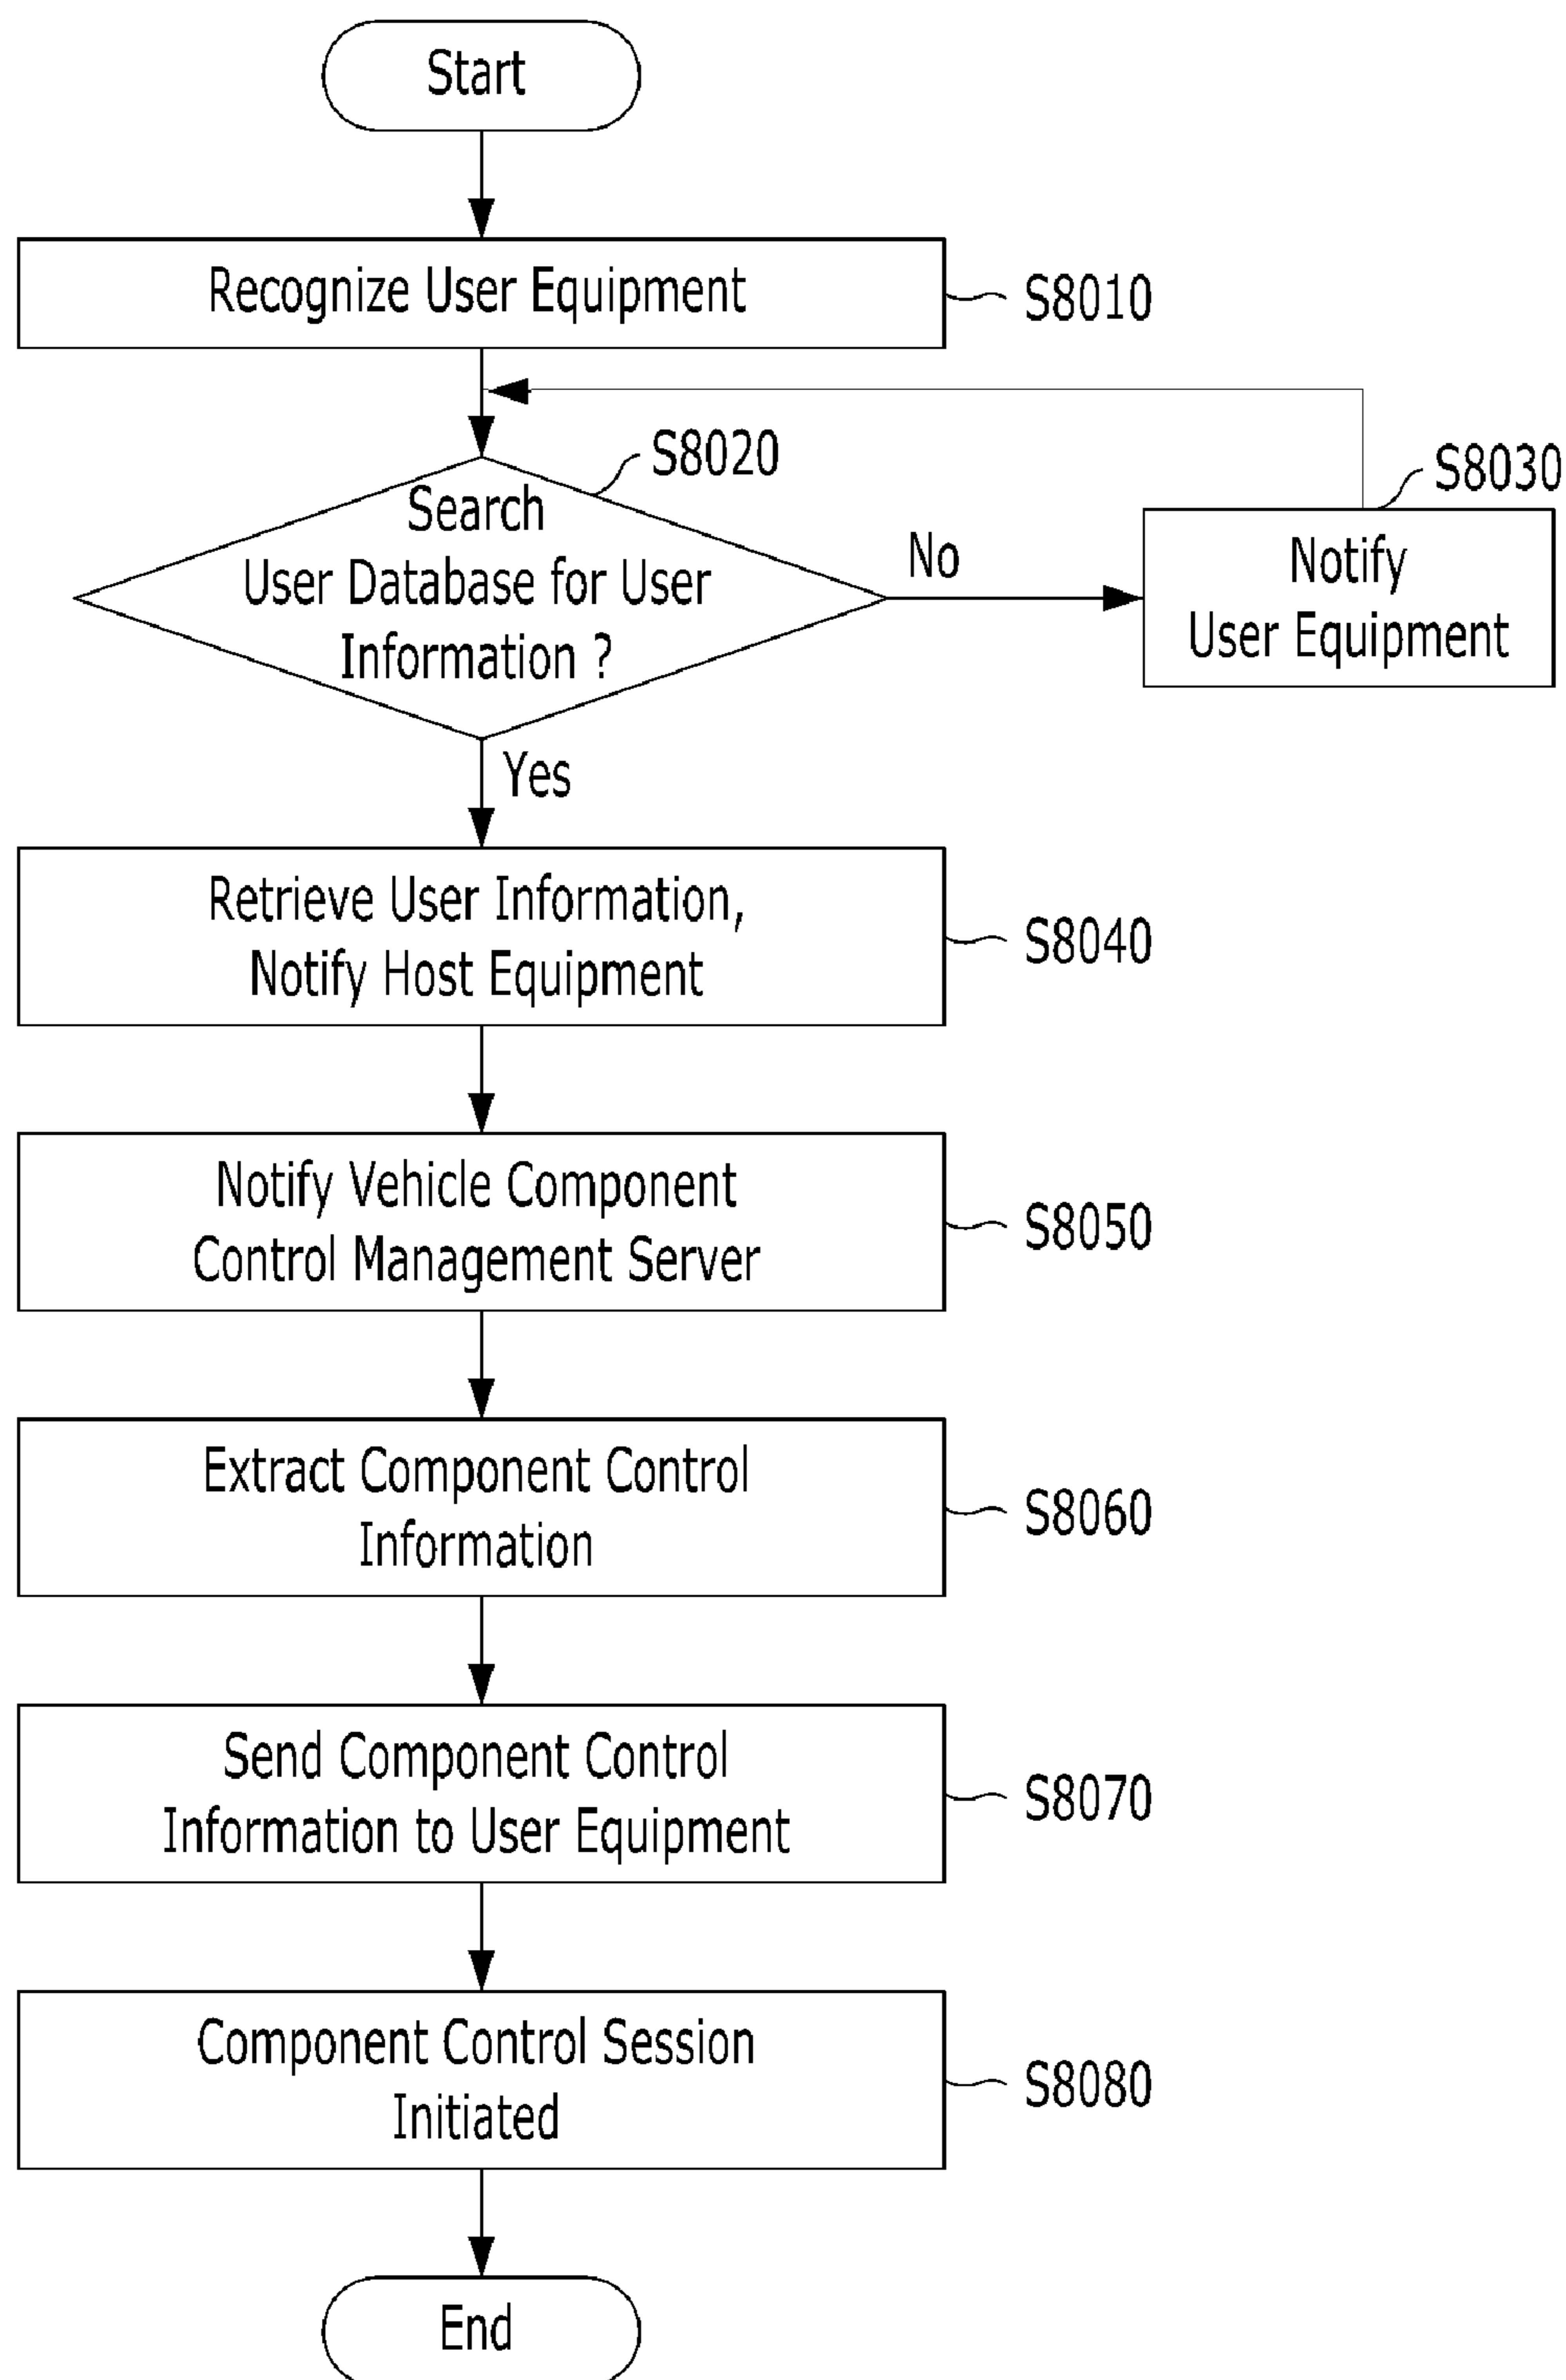 Start
Recognize User Equipment
S8010
S8020
Search
User Database for User
Information ?
No
S8030
Notify
User Equipment
Yes
Retrieve User Information,
Notify Host Equipment
S8040
Notify Vehicle Component
Control Management Server
S8050
Extract Component Control
Information
S8060
Send Component Control
Information to User Equipment
S8070
Component Control Session
Initiated
S8080
End